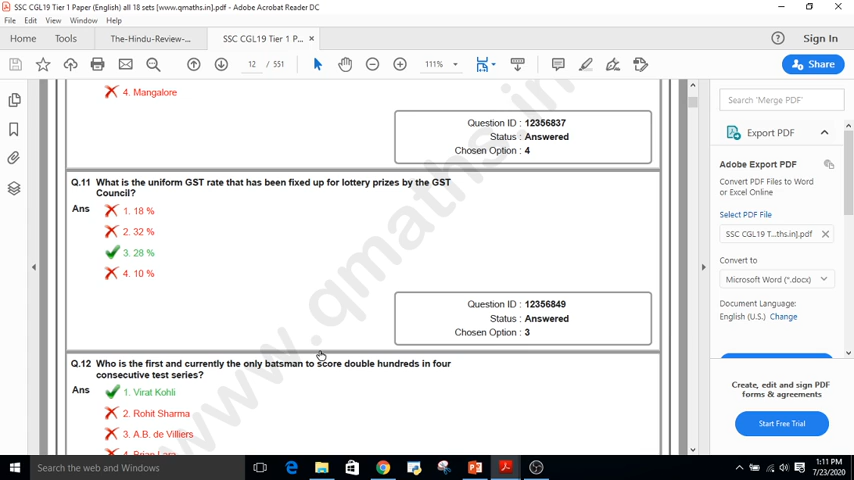 SSC CGL19 Tier 1 Paper (English) all 18 sets [www.qmaths.in].pdf - Adobe Acrobat Reader DC
File Edit View Window Help
Home Tools The-Hindu-Review-... SSC CGL19 Tier 1 P... × Sign In
12 / 551 111% Share
4. Mangalore
Question ID : 12356837
Status : Answered
Chosen Option : 4
Q.11 What is the uniform GST rate that has been fixed up for lottery prizes by the GST
Council?
Ans 1. 18 %
2. 32 %
3. 28 %
4. 10 %
Question ID : 12356849
Status : Answered
Chosen Option : 3
Q.12 Who is the first and currently the only batsman to score double hundreds in four
consecutive test series?
Ans 1. Virat Kohli
2. Rohit Sharma
3. A.B. de Villiers
4. Brian Lara
www.qmaths.in
Search 'Merge PDF'
Export PDF
Adobe Export PDF
Convert PDF Files to Word
or Excel Online
Select PDF File
SSC CGL19 T...ths.in].pdf
Convert to
Microsoft Word (*.docx)
Document Language:
English (U.S.) Change
Create, edit and sign PDF
forms & agreements
Start Free Trial
Search the web and Windows
1:11 PM
7/23/2020